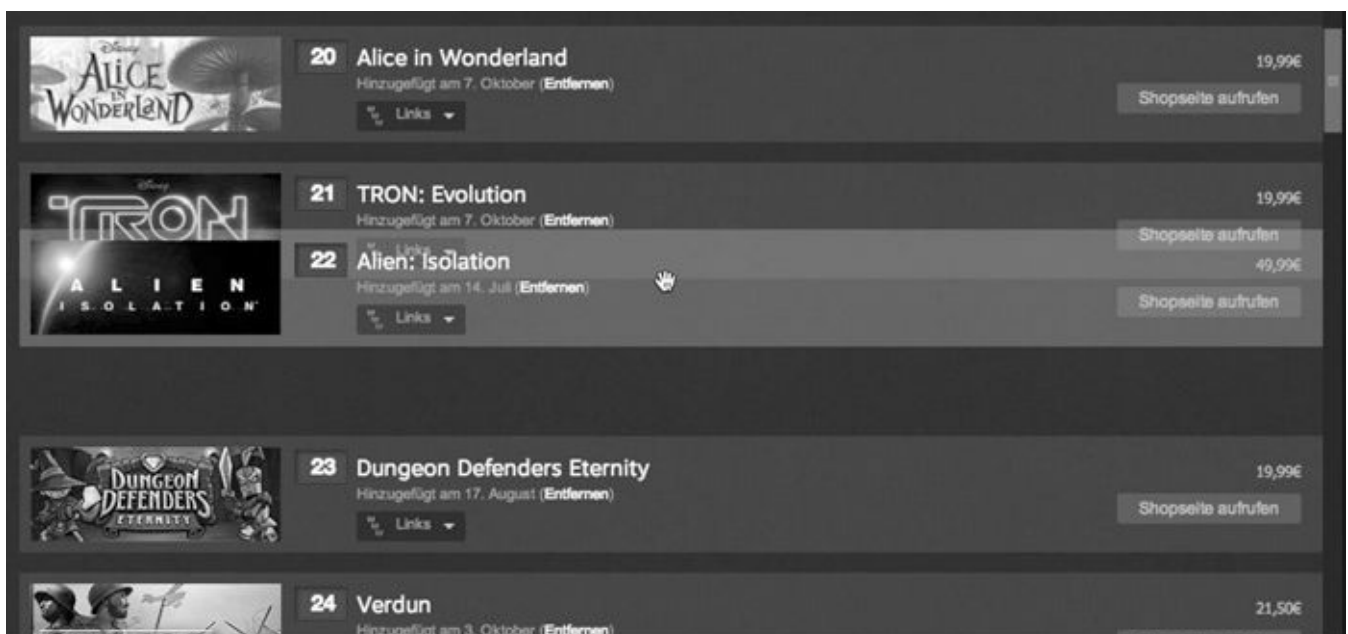 Disney
ALICE
IN
WONDERLAND
20 Alice in Wonderland
Hinzugefügt am 7. Oktober (Entfernen)
Links
19,99€
Shopseite aufrufen
Disney
TRON
21 TRON: Evolution
Hinzugefügt am 7. Oktober (Entfernen)
Links
19,99€
Shopseite aufrufen
ALIEN
ISOLATION
22 Alien: Isolation
Hinzugefügt am 14. Juli (Entfernen)
Links
49,99€
Shopseite aufrufen
DUNGEON
DEFENDERS
ETERNITY
23 Dungeon Defenders Eternity
Hinzugefügt am 17. August (Entfernen)
Links
19,99€
Shopseite aufrufen
24 Verdun
Hinzugefügt am 3. Oktober (Entfernen)
21,50€